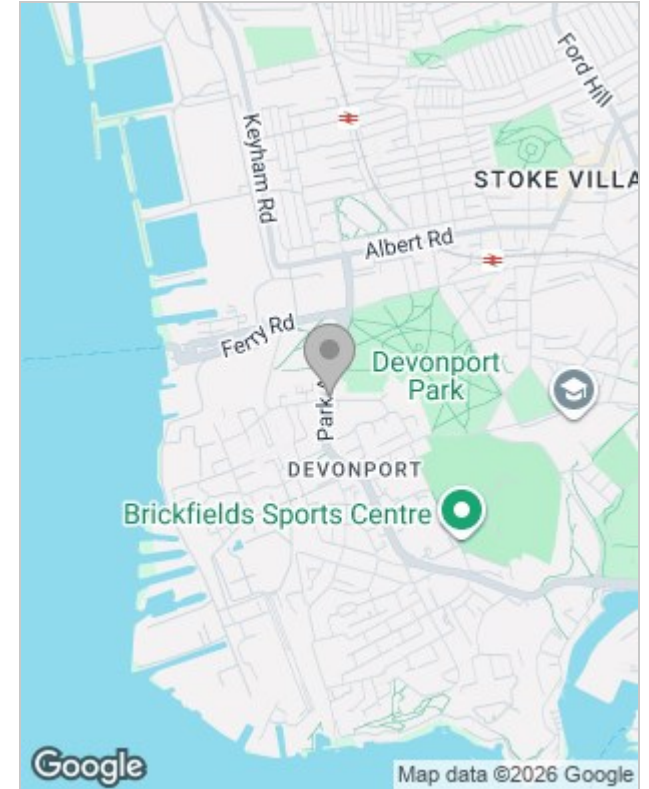 Ford Hill
Keyham Rd
STOKE VILLA
Albert Rd
Ferry Rd
Devonport
Park
Park A
DEVONPORT
Brickfields Sports Centre
Google
Map data ©2026 Google